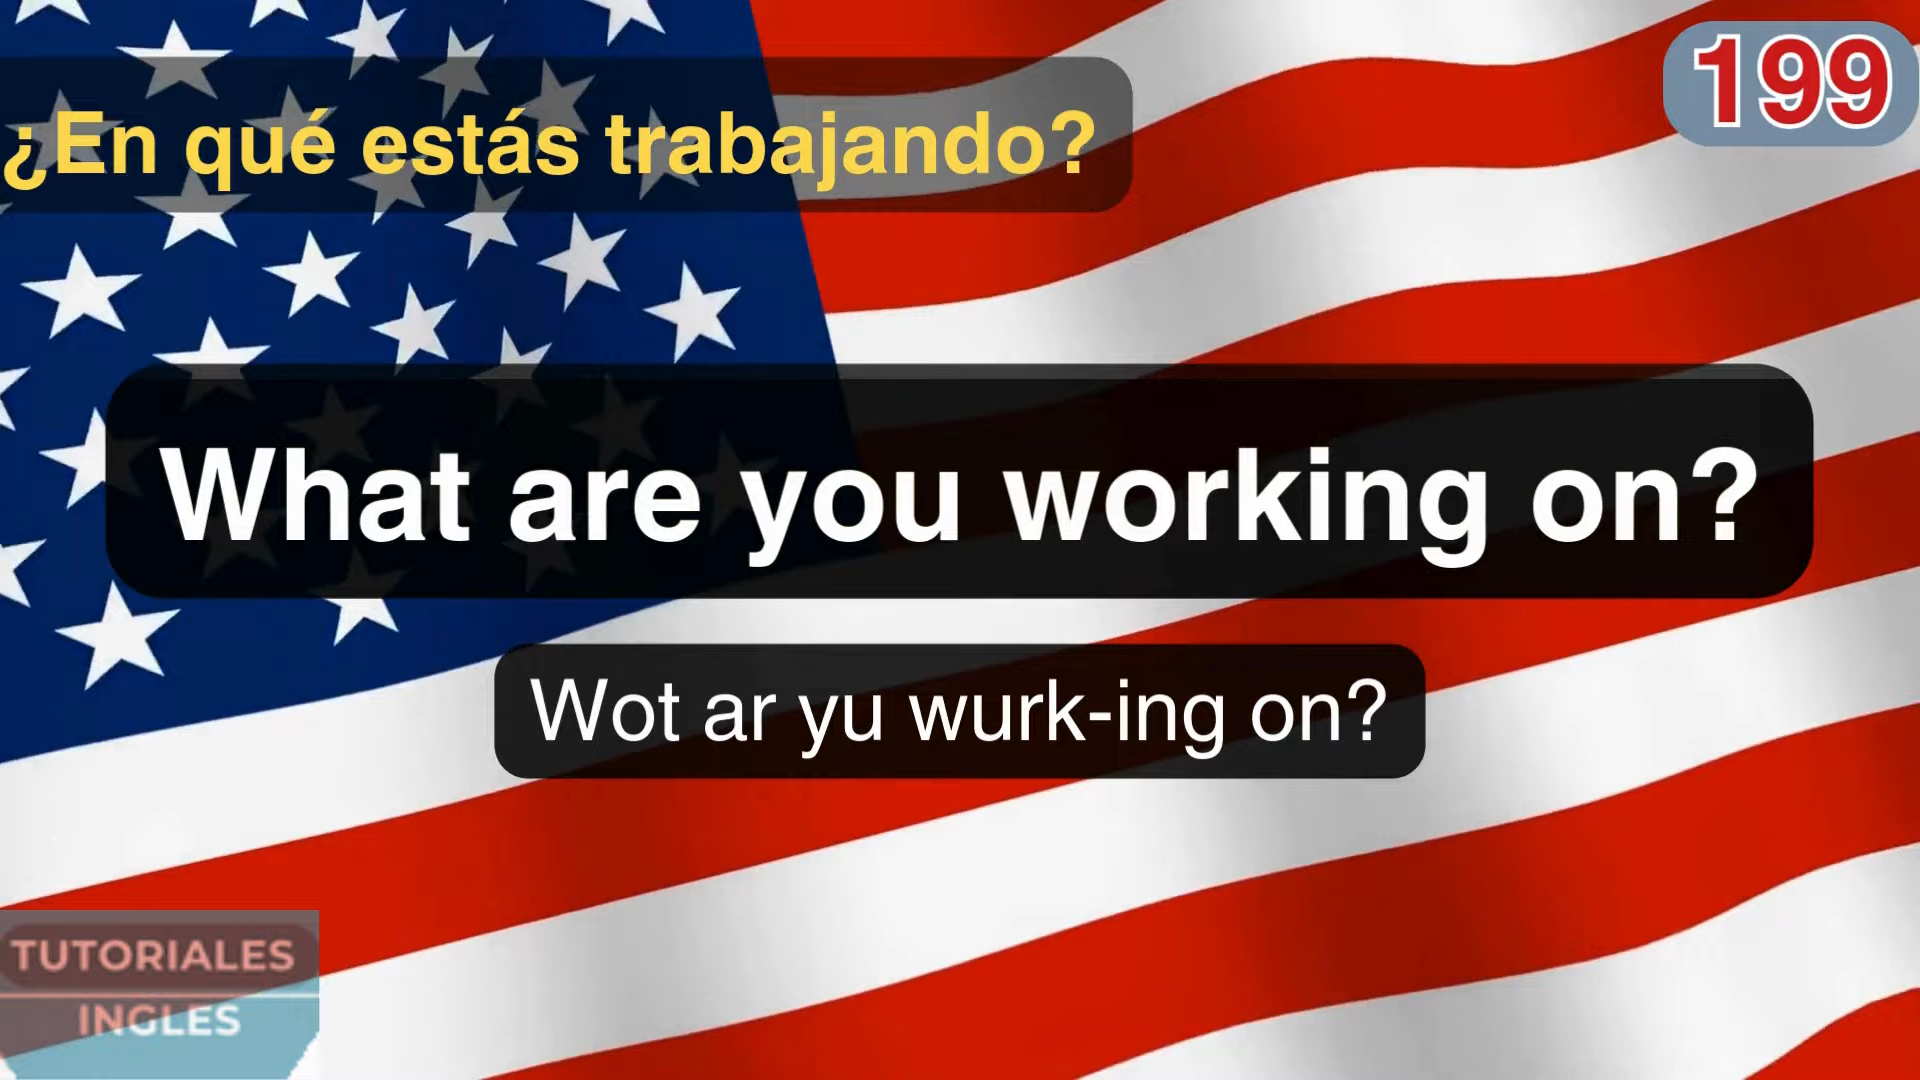 199
¿En qué estás trabajando?
What are you working on?
Wot ar yu wurk-ing on?
TUTORIALES
INGLES